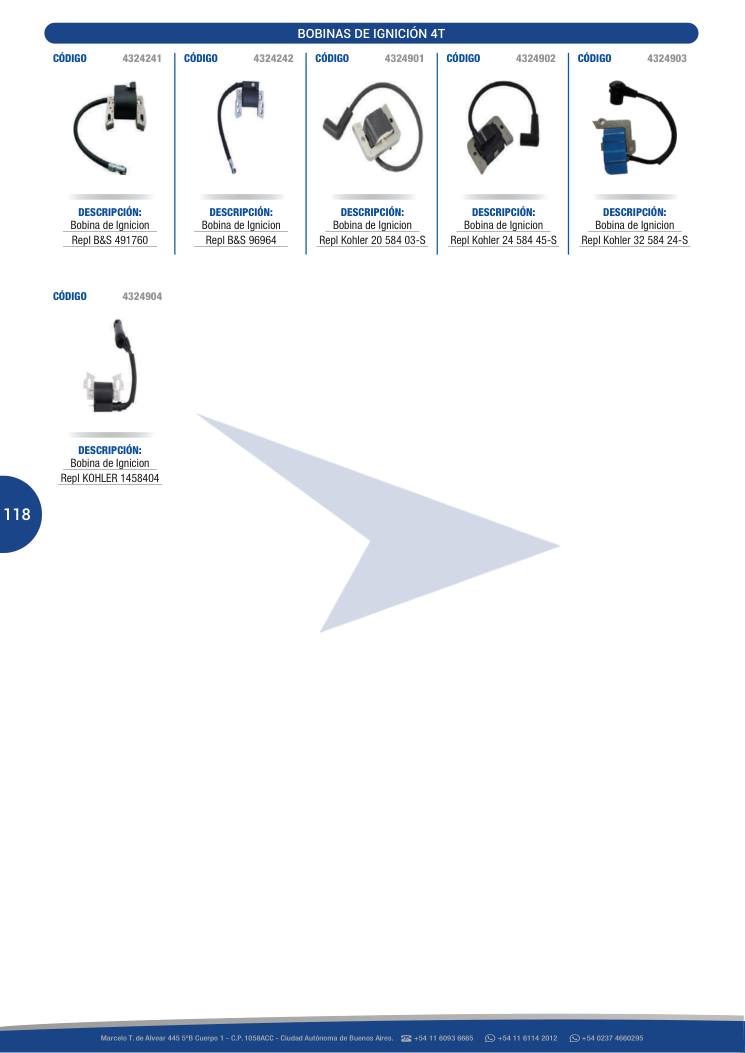 BOBINAS DE IGNICIÓN 4T
CÓDIGO 4324241
DESCRIPCIÓN:
Bobina de Ignicion
Repl B&S 491760
CÓDIGO 4324242
DESCRIPCIÓN:
Bobina de Ignicion
Repl B&S 96964
CÓDIGO 4324901
DESCRIPCIÓN:
Bobina de Ignicion
Repl Kohler 20 584 03-S
CÓDIGO 4324902
DESCRIPCIÓN:
Bobina de Ignicion
Repl Kohler 24 584 45-S
CÓDIGO 4324903
DESCRIPCIÓN:
Bobina de Ignicion
Repl Kohler 32 584 24-S
CÓDIGO 4324904
DESCRIPCIÓN:
Bobina de Ignicion
Repl KOHLER 1458404
118
Marcelo T. de Alvear 445 5ºB Cuerpo 1 - C.P. 1058ACC - Ciudad Autónoma de Buenos Aires. +54 11 6093 6665 +54 11 6114 2012 +54 0237 4660295